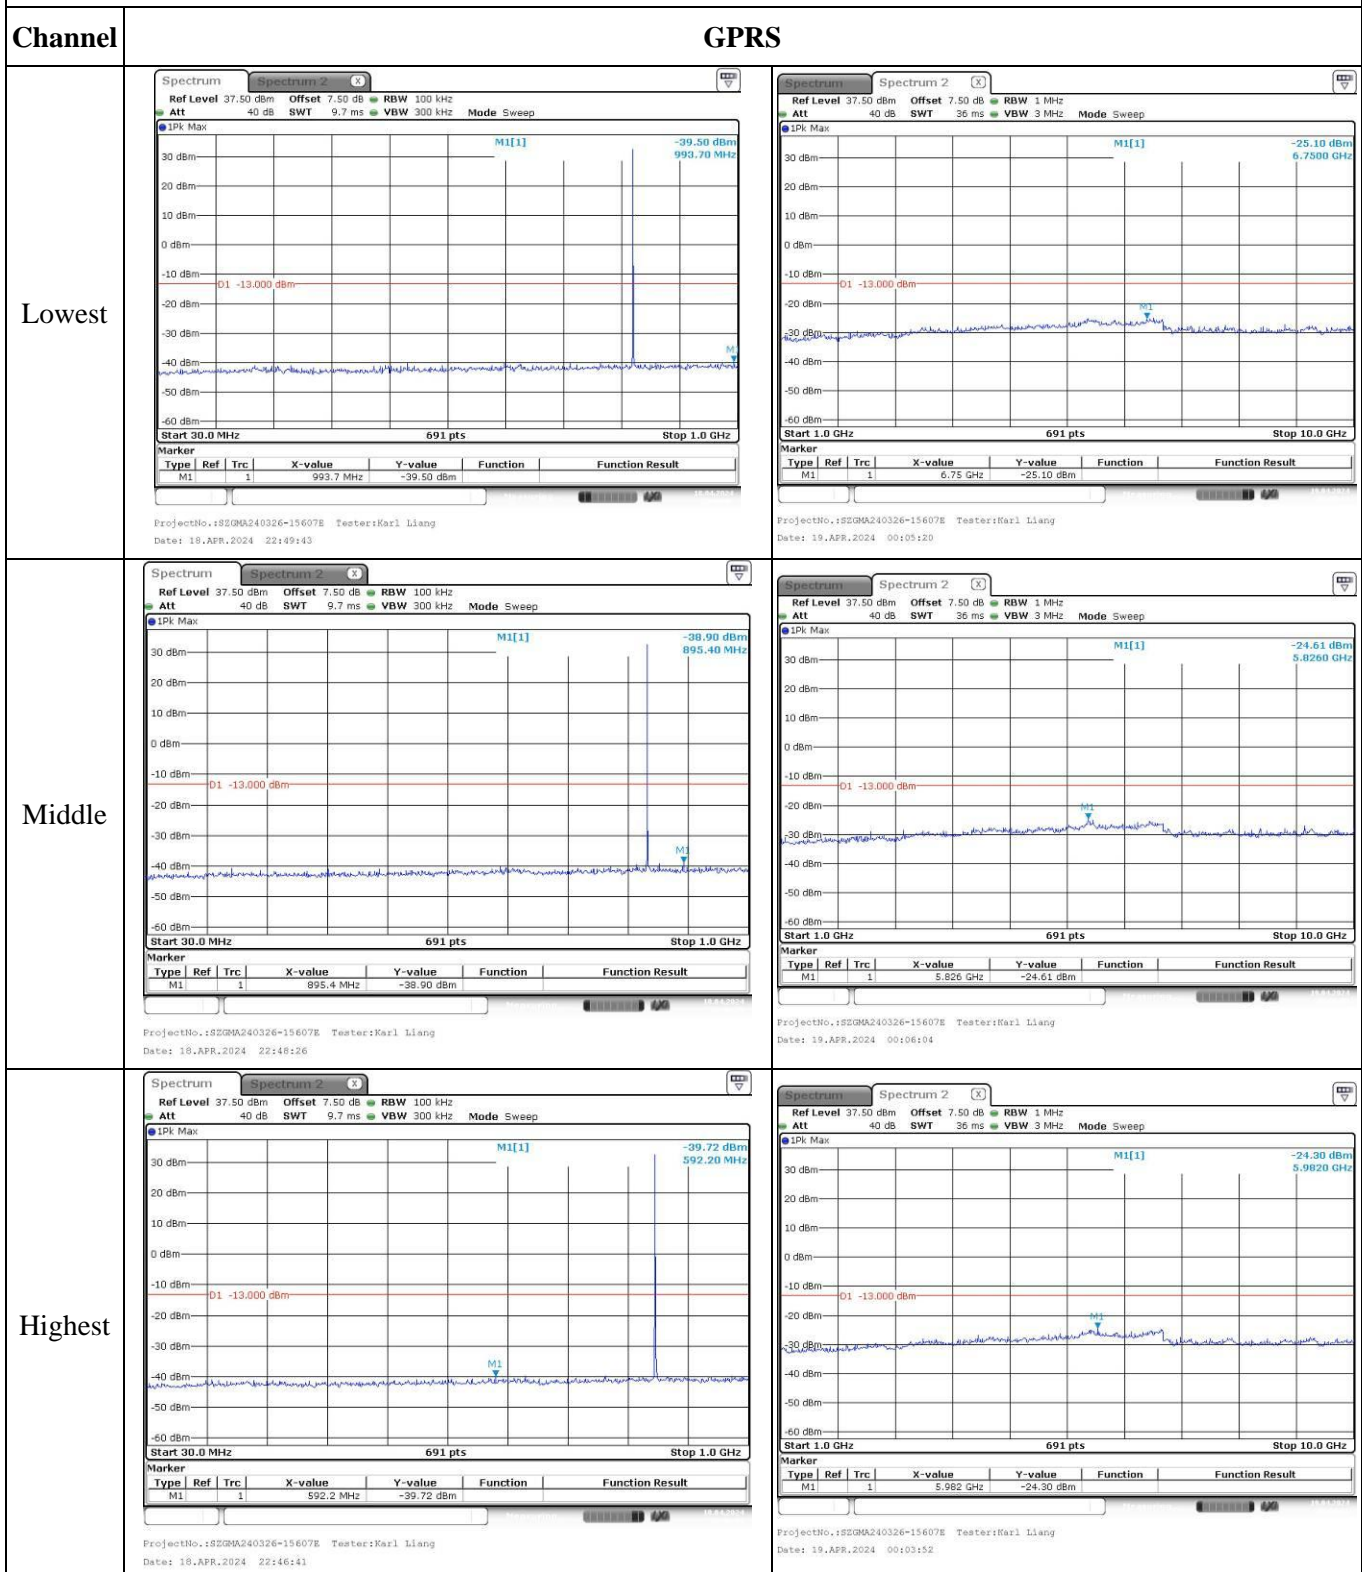 Channel GPRS
Lowest
Spectrum Spectrum 2 X
Ref Level 37.50 dBm Offset 7.50 dB RBW 100 kHz
Att 40 dB SWT 9.7 ms VBW 300 kHz Mode Sweep
1Pk Max
M1[1] -39.50 dBm
993.70 MHz
30 dBm
20 dBm
10 dBm
0 dBm
-10 dBm
D1 -13.000 dBm
-20 dBm
-30 dBm
M1
-40 dBm
-50 dBm
-60 dBm
Start 30.0 MHz 691 pts Stop 1.0 GHz
Marker
Type Ref Trc X-value Y-value Function Function Result
M1 1 993.7 MHz -39.50 dBm
ProjectNo.:SZGMA240326-15607E Tester:Karl Liang
Date: 18.APR.2024 22:49:43
Spectrum Spectrum 2 X
Ref Level 37.50 dBm Offset 7.50 dB RBW 1 MHz
Att 40 dB SWT 36 ms VBW 3 MHz Mode Sweep
1Pk Max
M1[1] -25.10 dBm
6.7500 GHz
30 dBm
20 dBm
10 dBm
0 dBm
-10 dBm
D1 -13.000 dBm
-20 dBm
M1
-30 dBm
-40 dBm
-50 dBm
-60 dBm
Start 1.0 GHz 691 pts Stop 10.0 GHz
Marker
Type Ref Trc X-value Y-value Function Function Result
M1 1 6.75 GHz -25.10 dBm
ProjectNo.:SZGMA240326-15607E Tester:Karl Liang
Date: 19.APR.2024 00:05:20
Middle
Spectrum Spectrum 2 X
Ref Level 37.50 dBm Offset 7.50 dB RBW 100 kHz
Att 40 dB SWT 9.7 ms VBW 300 kHz Mode Sweep
1Pk Max
M1[1] -38.90 dBm
895.40 MHz
30 dBm
20 dBm
10 dBm
0 dBm
-10 dBm
D1 -13.000 dBm
-20 dBm
-30 dBm
M1
-40 dBm
-50 dBm
-60 dBm
Start 30.0 MHz 691 pts Stop 1.0 GHz
Marker
Type Ref Trc X-value Y-value Function Function Result
M1 1 895.4 MHz -38.90 dBm
ProjectNo.:SZGMA240326-15607E Tester:Karl Liang
Date: 18.APR.2024 22:48:26
Spectrum Spectrum 2 X
Ref Level 37.50 dBm Offset 7.50 dB RBW 1 MHz
Att 40 dB SWT 36 ms VBW 3 MHz Mode Sweep
1Pk Max
M1[1] -24.61 dBm
5.8260 GHz
30 dBm
20 dBm
10 dBm
0 dBm
-10 dBm
D1 -13.000 dBm
-20 dBm
M1
-30 dBm
-40 dBm
-50 dBm
-60 dBm
Start 1.0 GHz 691 pts Stop 10.0 GHz
Marker
Type Ref Trc X-value Y-value Function Function Result
M1 1 5.826 GHz -24.61 dBm
ProjectNo.:SZGMA240326-15607E Tester:Karl Liang
Date: 19.APR.2024 00:06:04
Highest
Spectrum Spectrum 2 X
Ref Level 37.50 dBm Offset 7.50 dB RBW 100 kHz
Att 40 dB SWT 9.7 ms VBW 300 kHz Mode Sweep
1Pk Max
M1[1] -39.72 dBm
592.20 MHz
30 dBm
20 dBm
10 dBm
0 dBm
-10 dBm
D1 -13.000 dBm
-20 dBm
-30 dBm
M1
-40 dBm
-50 dBm
-60 dBm
Start 30.0 MHz 691 pts Stop 1.0 GHz
Marker
Type Ref Trc X-value Y-value Function Function Result
M1 1 592.2 MHz -39.72 dBm
ProjectNo.:SZGMA240326-15607E Tester:Karl Liang
Date: 18.APR.2024 22:46:41
Spectrum Spectrum 2 X
Ref Level 37.50 dBm Offset 7.50 dB RBW 1 MHz
Att 40 dB SWT 36 ms VBW 3 MHz Mode Sweep
1Pk Max
M1[1] -24.30 dBm
5.9820 GHz
30 dBm
20 dBm
10 dBm
0 dBm
-10 dBm
D1 -13.000 dBm
-20 dBm
M1
-30 dBm
-40 dBm
-50 dBm
-60 dBm
Start 1.0 GHz 691 pts Stop 10.0 GHz
Marker
Type Ref Trc X-value Y-value Function Function Result
M1 1 5.982 GHz -24.30 dBm
ProjectNo.:SZGMA240326-15607E Tester:Karl Liang
Date: 19.APR.2024 00:03:52